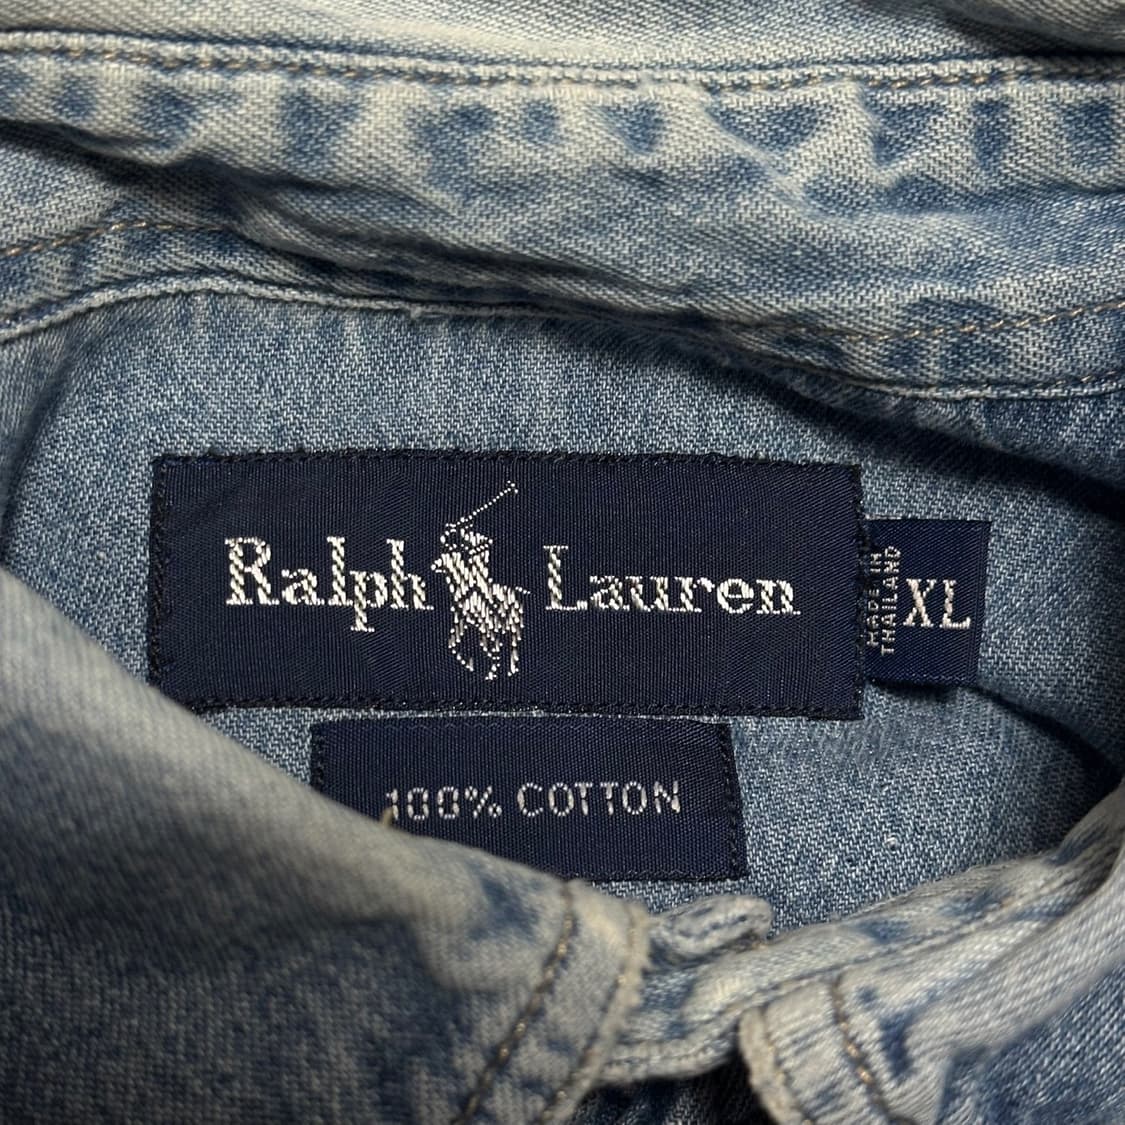 Ralph Lauren
MADE IN
THAILAND
XL
100% COTTON